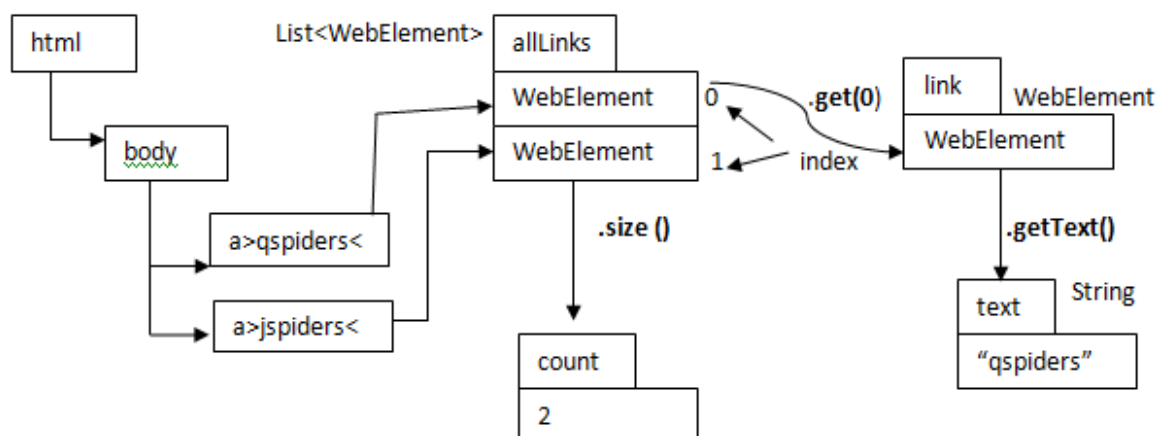 html
List<WebElement>
allLinks
WebElement
0
.get(0)
link
WebElement
WebElement
body
WebElement
1
index
a>qspiders<
.size ()
.getText()
a>jspiders<
text
String
count
“qspiders”
2